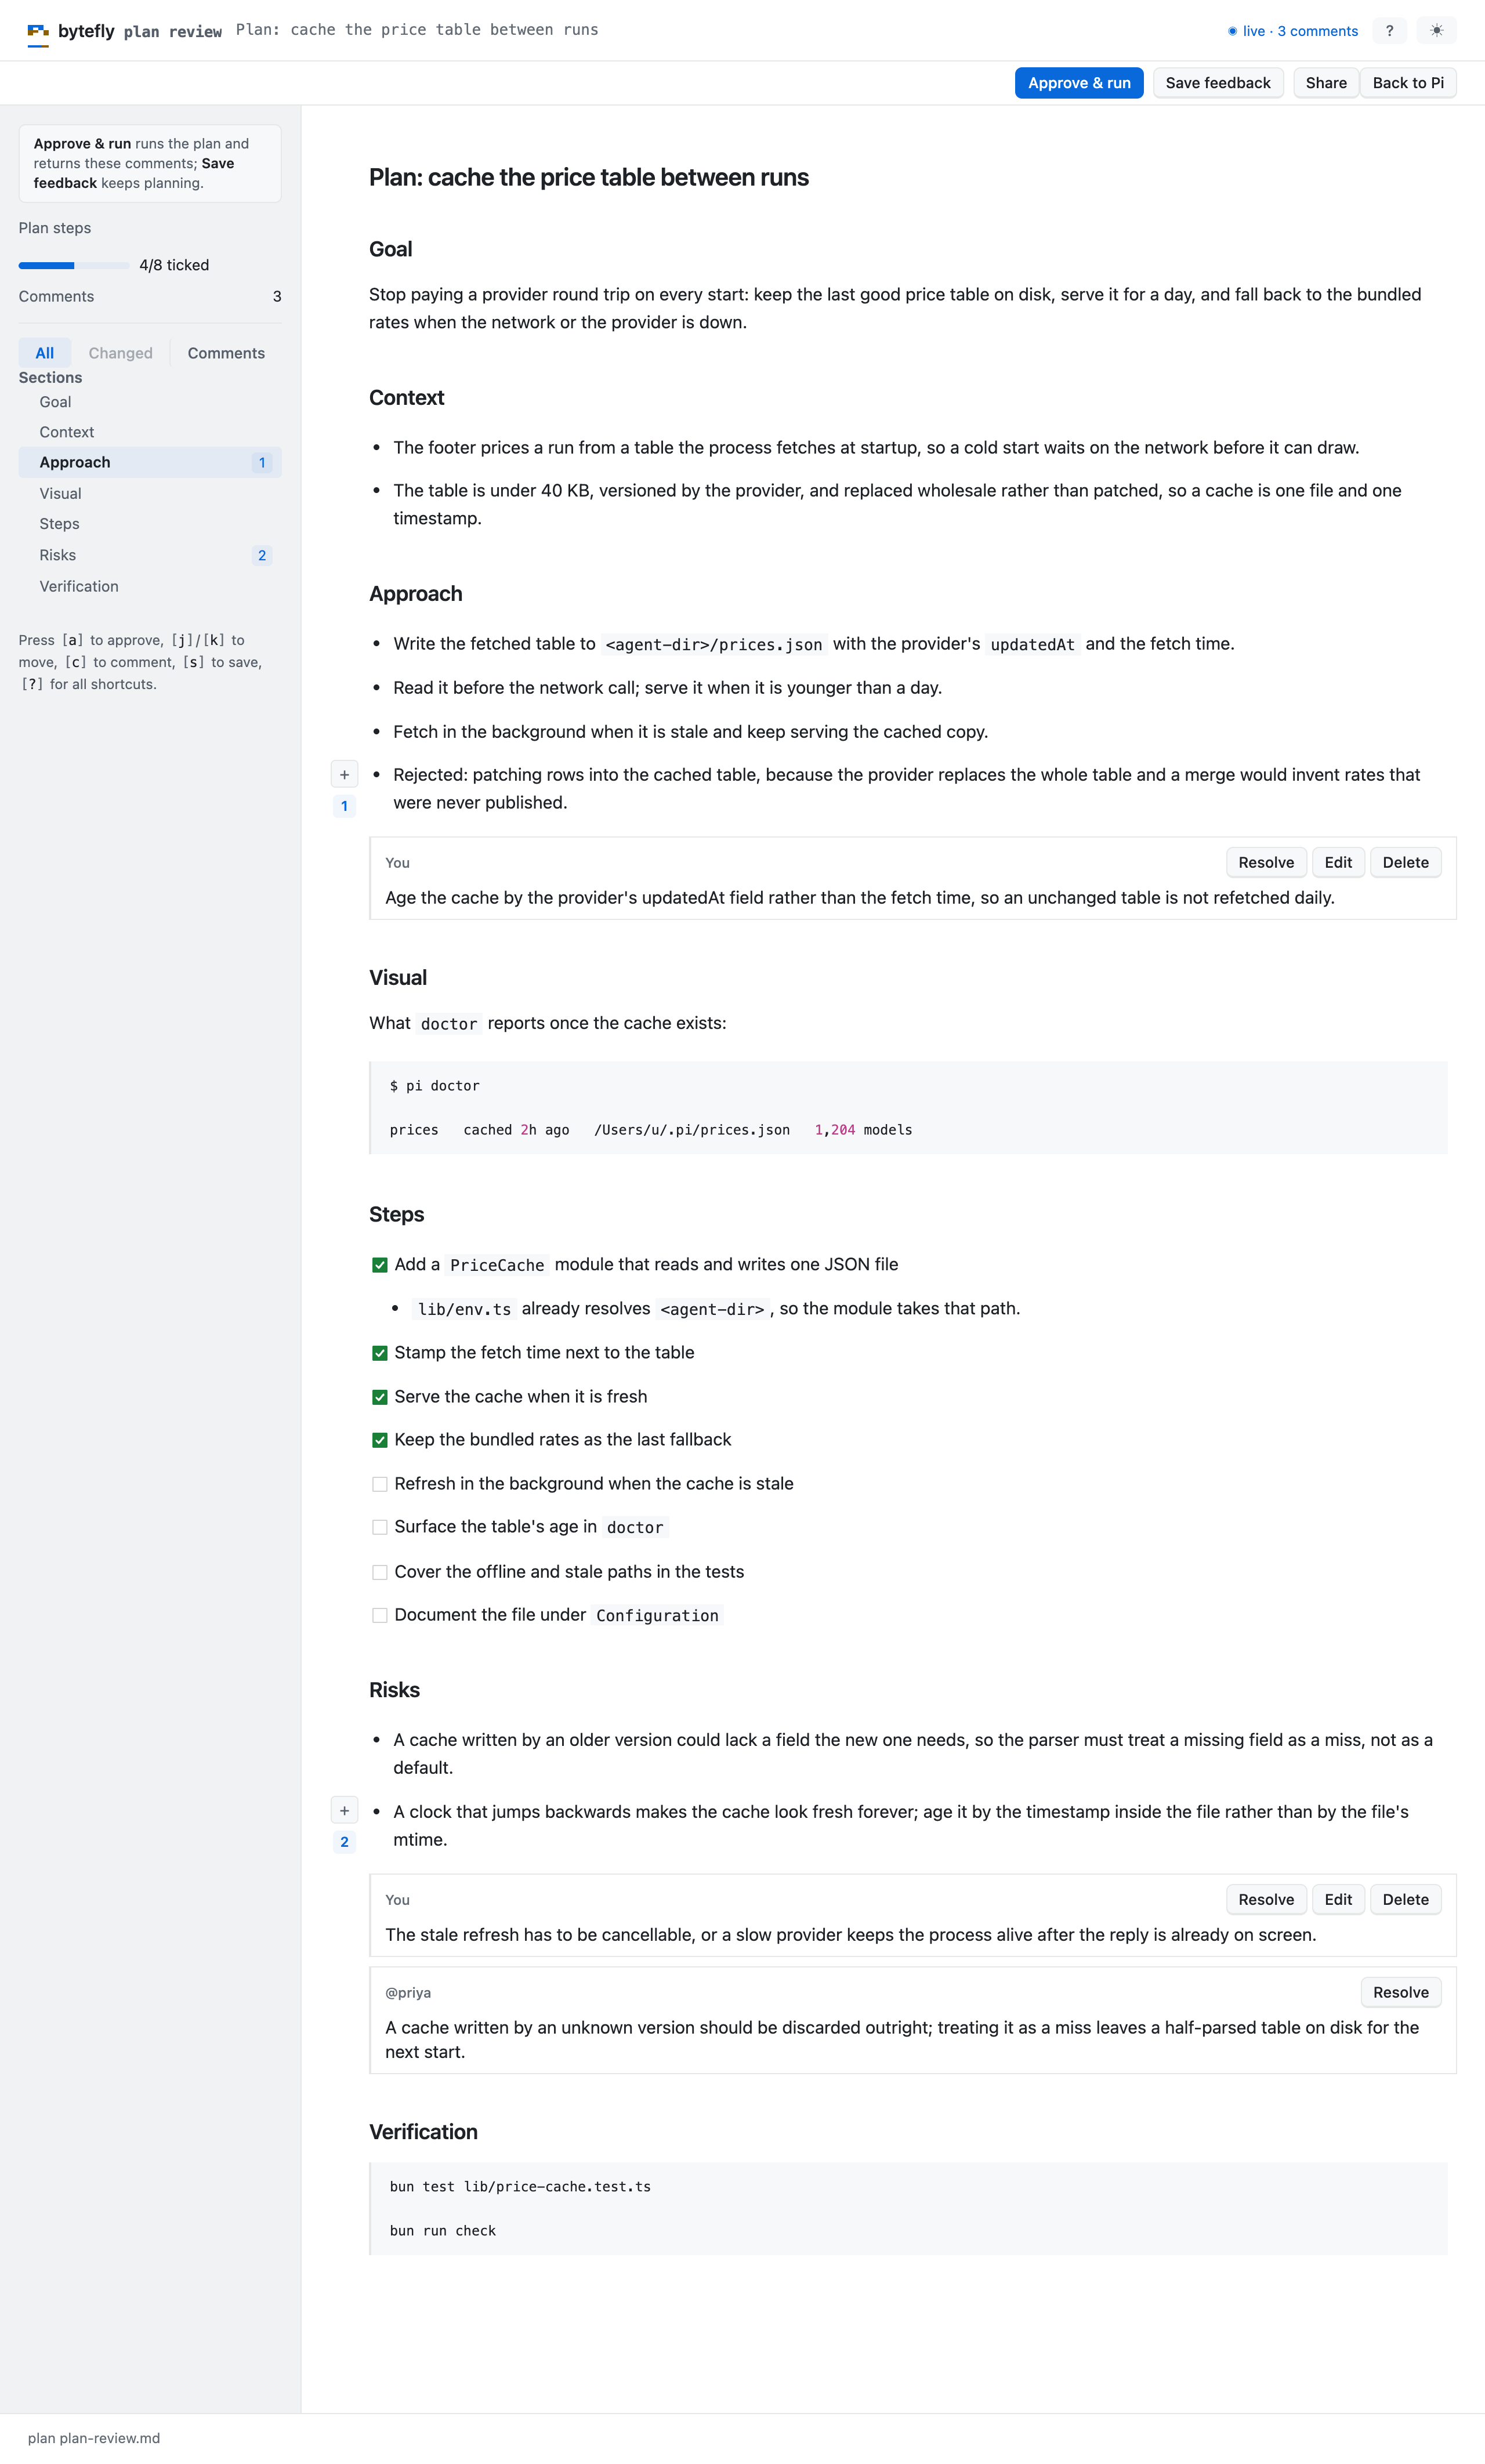 bytefly plan review Plan: cache the price table between runs
live · 3 comments ?
Approve & run Save feedback Share Back to Pi
Approve & run runs the plan and
returns these comments; Save
feedback keeps planning.
Plan steps
4/8 ticked
Comments 3
All Changed Comments
Sections
Goal
Context
Approach 1
Visual
Steps
Risks 2
Verification
Press [a] to approve, [j]/[k] to
move, [c] to comment, [s] to save,
[?] for all shortcuts.
Plan: cache the price table between runs
Goal
Stop paying a provider round trip on every start: keep the last good price table on disk, serve it for a day, and fall back to the bundled
rates when the network or the provider is down.
Context
• The footer prices a run from a table the process fetches at startup, so a cold start waits on the network before it can draw.
• The table is under 40 KB, versioned by the provider, and replaced wholesale rather than patched, so a cache is one file and one
timestamp.
Approach
• Write the fetched table to <agent-dir>/prices.json with the provider's updatedAt and the fetch time.
• Read it before the network call; serve it when it is younger than a day.
• Fetch in the background when it is stale and keep serving the cached copy.
+ • Rejected: patching rows into the cached table, because the provider replaces the whole table and a merge would invent rates that
1 were never published.
You Resolve Edit Delete
Age the cache by the provider's updatedAt field rather than the fetch time, so an unchanged table is not refetched daily.
Visual
What doctor reports once the cache exists:
$ pi doctor
prices   cached 2h ago   /Users/u/.pi/prices.json   1,204 models
Steps
Add a PriceCache module that reads and writes one JSON file
• lib/env.ts already resolves <agent-dir>, so the module takes that path.
Stamp the fetch time next to the table
Serve the cache when it is fresh
Keep the bundled rates as the last fallback
Refresh in the background when the cache is stale
Surface the table's age in doctor
Cover the offline and stale paths in the tests
Document the file under Configuration
Risks
• A cache written by an older version could lack a field the new one needs, so the parser must treat a missing field as a miss, not as a
default.
+ • A clock that jumps backwards makes the cache look fresh forever; age it by the timestamp inside the file rather than by the file's
2 mtime.
You Resolve Edit Delete
The stale refresh has to be cancellable, or a slow provider keeps the process alive after the reply is already on screen.
@priya Resolve
A cache written by an unknown version should be discarded outright; treating it as a miss leaves a half-parsed table on disk for the
next start.
Verification
bun test lib/price-cache.test.ts
bun run check
plan plan-review.md